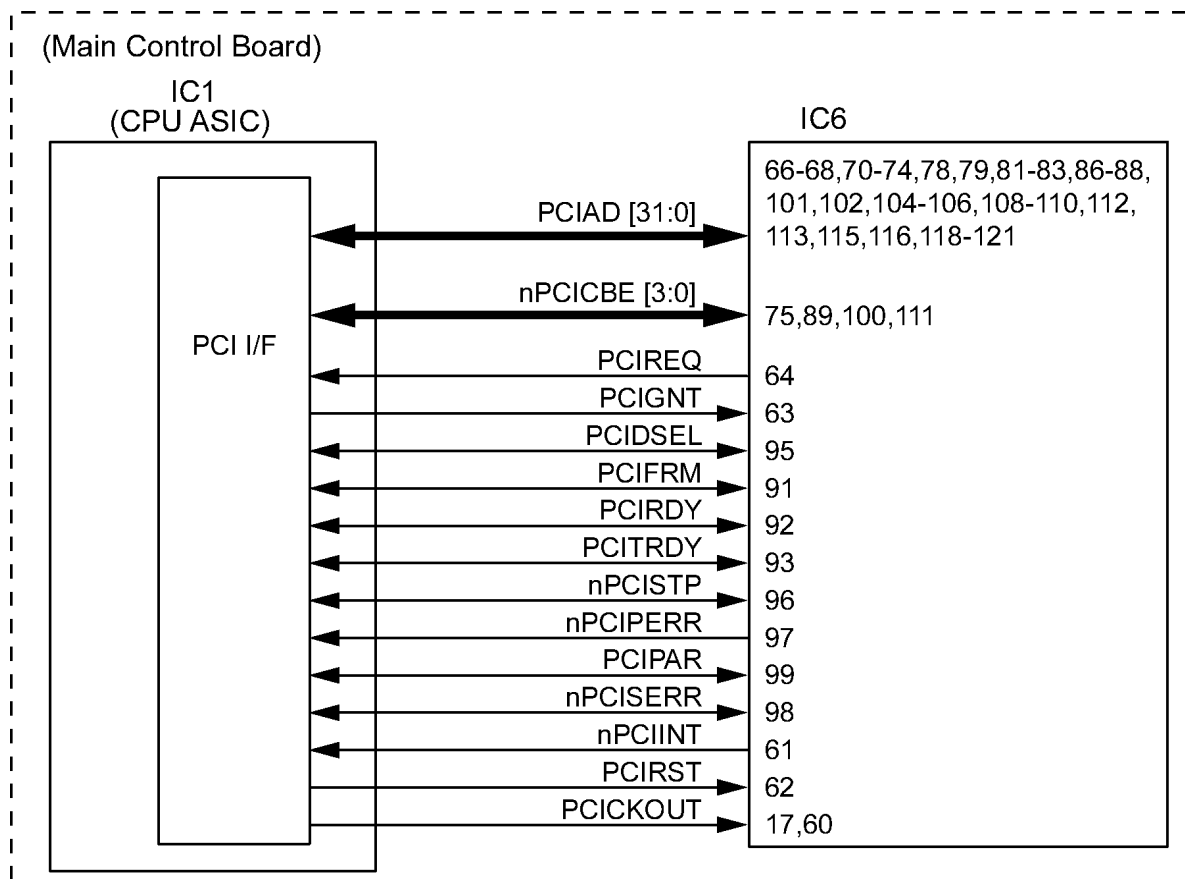 (Main Control Board)
IC1
(CPU ASIC)
IC6
PCI I/F
66-68,70-74,78,79,81-83,86-88,
101,102,104-106,108-110,112,
113,115,116,118-121
PCIAD [31:0]
nPCICBE [3:0]
75,89,100,111
PCIREQ
64
PCIGNT
63
PCIDSEL
95
PCIFRM
91
PCIRDY
92
PCITRDY
93
nPCISTP
96
nPCIPERR
97
PCIPAR
99
nPCISERR
98
nPCIINT
61
PCIRST
62
PCICKOUT
17,60